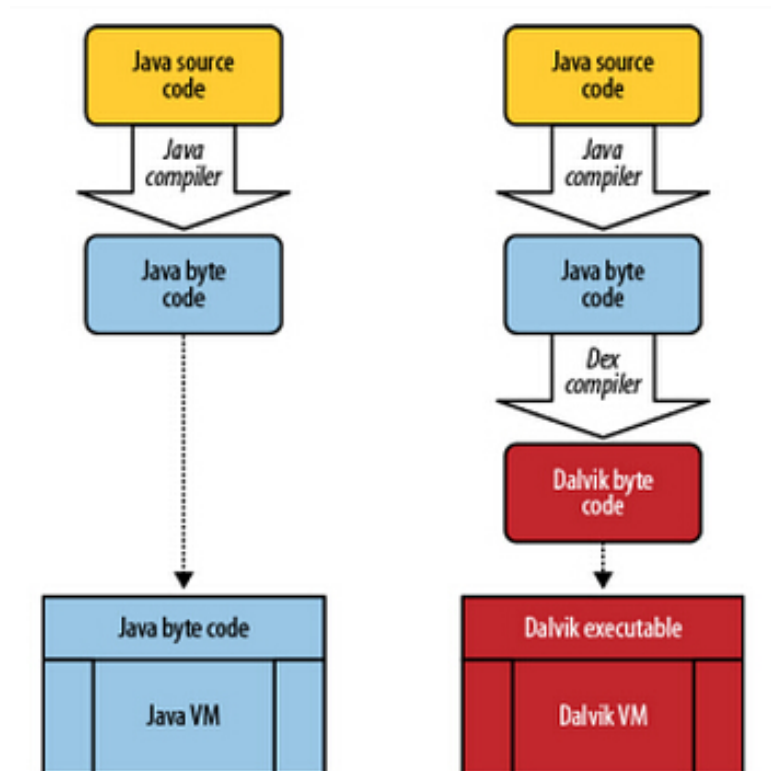 Java source
code
Java
compiler
Java byte
code
Java byte code
Java VM
Java source
code
Java
compiler
Java byte
code
Dex
compiler
Dalvik byte
code
Dalvik executable
Dalvik VM